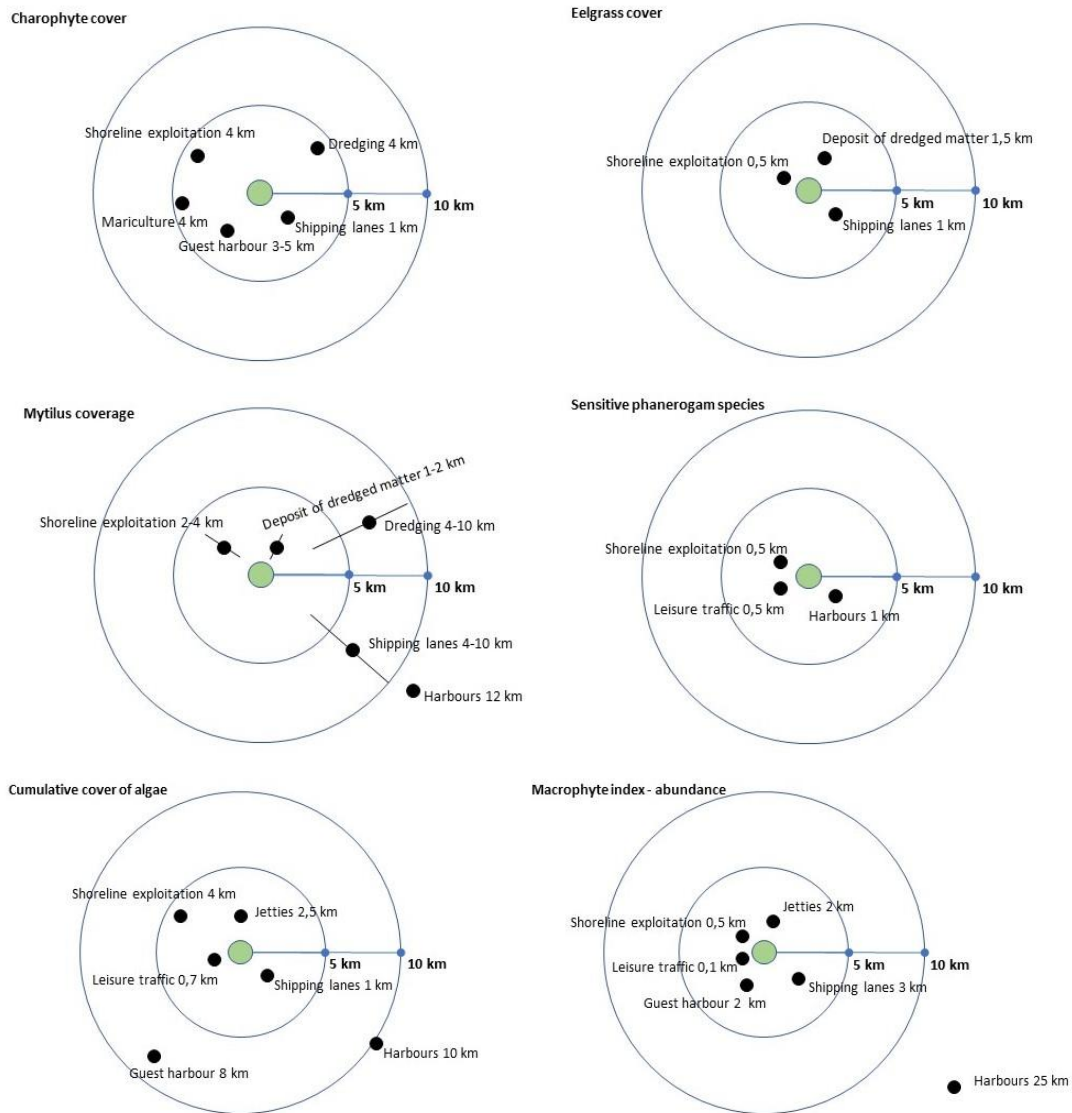 Charophyte cover
Shoreline exploitation 4 km
Dredging 4 km
Mariculture 4 km
Guest harbour 3-5 km
Shipping lanes 1 km
5 km
10 km
Eelgrass cover
Deposit of dredged matter 1,5 km
Shoreline exploitation 0,5 km
Shipping lanes 1 km
5 km
10 km
Mytilus coverage
Deposit of dredged matter 1-2 km
Shoreline exploitation 2-4 km
Dredging 4-10 km
5 km
10 km
Shipping lanes 4-10 km
Harbours 12 km
Sensitive phanerogam species
Shoreline exploitation 0,5 km
Leisure traffic 0,5 km
Harbours 1 km
5 km
10 km
Cumulative cover of algae
Shoreline exploitation 4 km
Jetties 2,5 km
Leisure traffic 0,7 km
Shipping lanes 1 km
5 km
10 km
Harbours 10 km
Guest harbour 8 km
Macrophyte index - abundance
Jetties 2 km
Shoreline exploitation 0,5 km
Leisure traffic 0,1 km
Guest harbour 2 km
Shipping lanes 3 km
5 km
10 km
Harbours 25 km